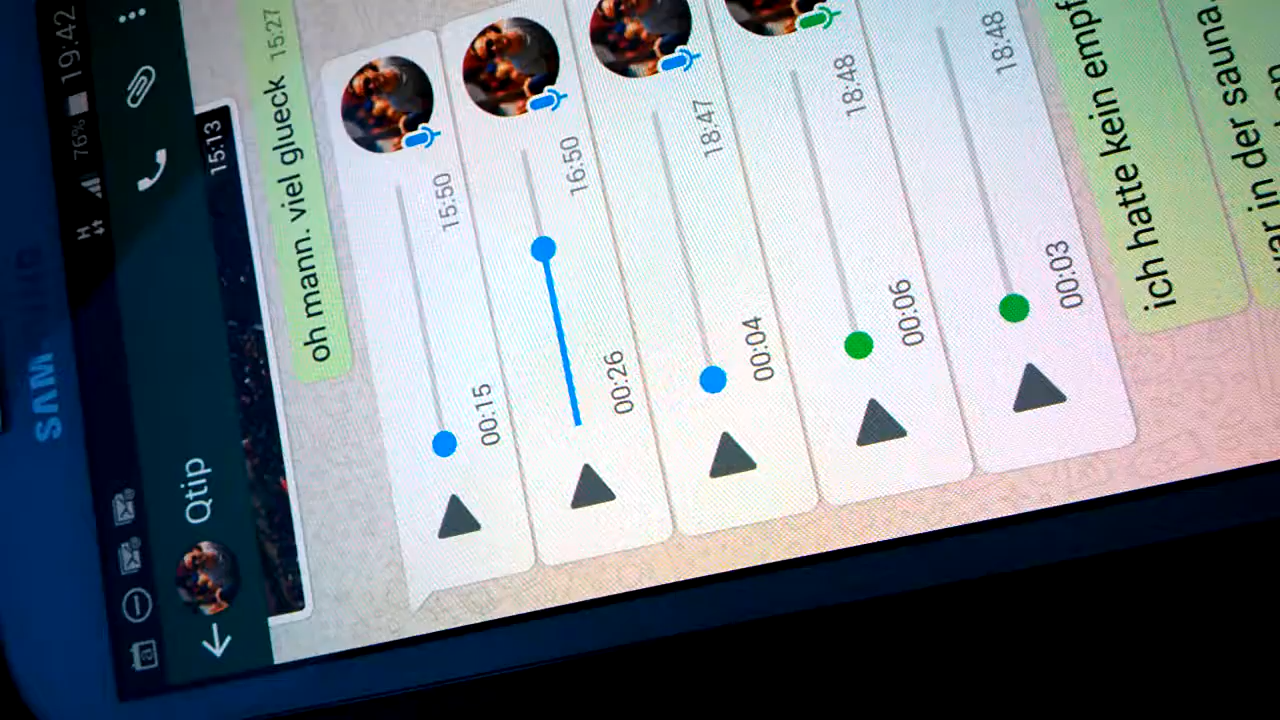 SAMSUNG
76% 19:42
Qtip
15:13
oh mann. viel glueck 15:27
00:15 15:50
00:26 16:50
00:04 18:47
00:06 18:48
00:03 18:48
ich hatte kein
in der sauna.